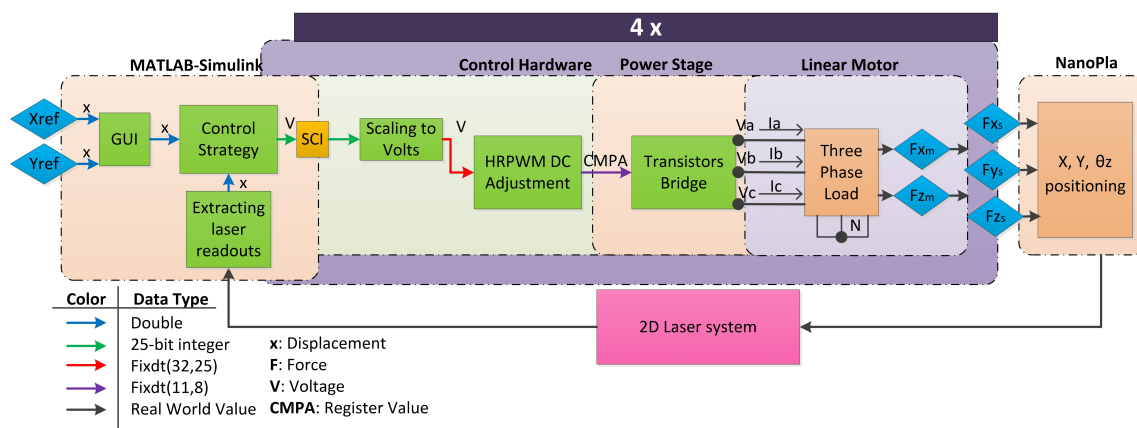 4 x
MATLAB-Simulink
Control Hardware
Power Stage
Linear Motor
NanoPla
Xref
x
Yref
x
GUI
x
Control
Strategy
V
SCI
Scaling to
Volts
V
HRPWM DC
Adjustment
CMPA
Transistors
Bridge
Va
Ia
Vb
Ib
Vc
Ic
Three
Phase
Load
N
Fxm
Fzm
Fxs
Fys
Fzs
X, Y, θz
positioning
x
Extracting
laser
readouts
2D Laser system
Color
Data Type
Double
25-bit integer
Fixdt(32,25)
Fixdt(11,8)
Real World Value
x: Displacement
F: Force
V: Voltage
CMPA: Register Value